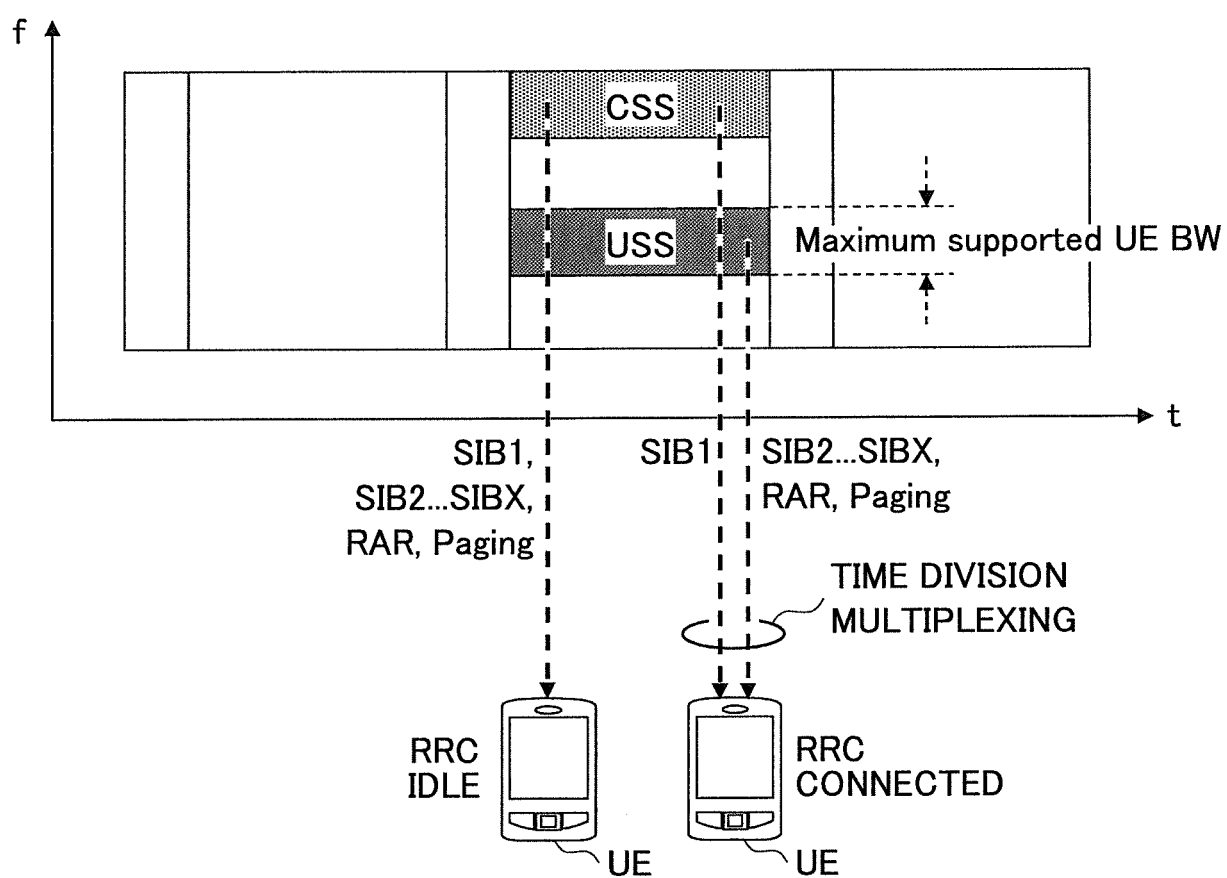 f
CSS
USS
Maximum supported UE BW
t
SIB1,
SIB2...SIBX,
RAR, Paging
SIB1
SIB2...SIBX,
RAR, Paging
TIME DIVISION
MULTIPLEXING
RRC
IDLE
RRC
CONNECTED
UE
UE